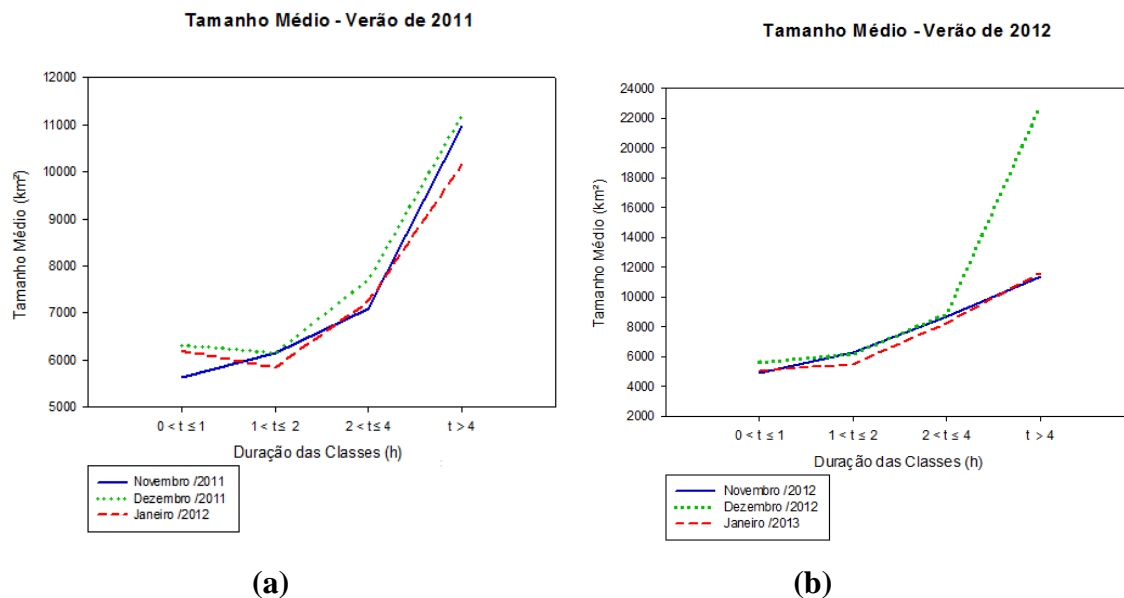 Tamanho Médio - Verão de 2011
12000
11000
10000
9000
8000
7000
6000
5000
Tamanho Médio (km²)
0 < t ≤ 1
1 < t ≤ 2
2 < t ≤ 4
t > 4
Duração das Classes (h)
Novembro /2011
Dezembro /2011
Janeiro /2012
(a)
Tamanho Médio - Verão de 2012
24000
22000
20000
18000
16000
14000
12000
10000
8000
6000
4000
2000
Tamanho Médio (km²)
0 < t ≤ 1
1 < t ≤ 2
2 < t ≤ 4
t > 4
Duração das Classes (h)
Novembro /2012
Dezembro /2012
Janeiro /2013
(b)